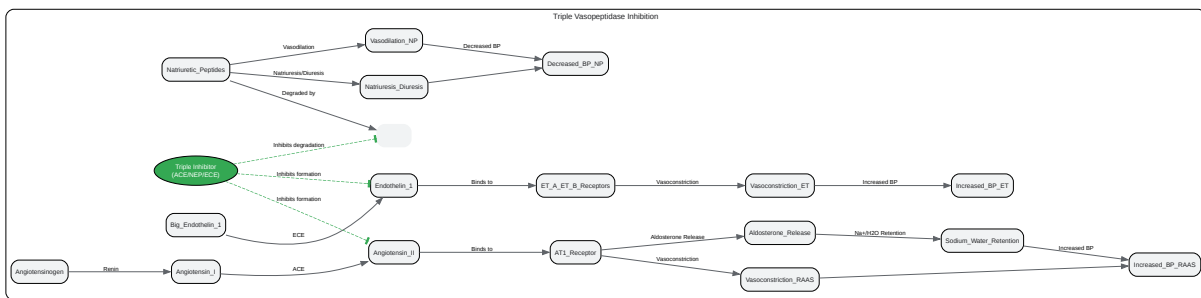 Triple Vasopeptidase Inhibition
Natriuretic_Peptides
Vasodilation
Vasodilation_NP
Decreased BP
Decreased_BP_NP
Natriuresis/Diuresis
Natriuresis_Diuresis
Degraded by
Triple Inhibitor
(ACE/NEP/ECE)
Inhibits degradation
Inhibits formation
Inhibits formation
Endothelin_1
Binds to
ET_A_ET_B_Receptors
Vasoconstriction
Vasoconstriction_ET
Increased BP
Increased_BP_ET
Big_Endothelin_1
ECE
Angiotensinogen
Renin
Angiotensin_I
ACE
Angiotensin_II
Binds to
AT1_Receptor
Aldosterone Release
Aldosterone_Release
Na+/H2O Retention
Sodium_Water_Retention
Increased BP
Vasoconstriction
Vasoconstriction_RAAS
Increased_BP_RAAS